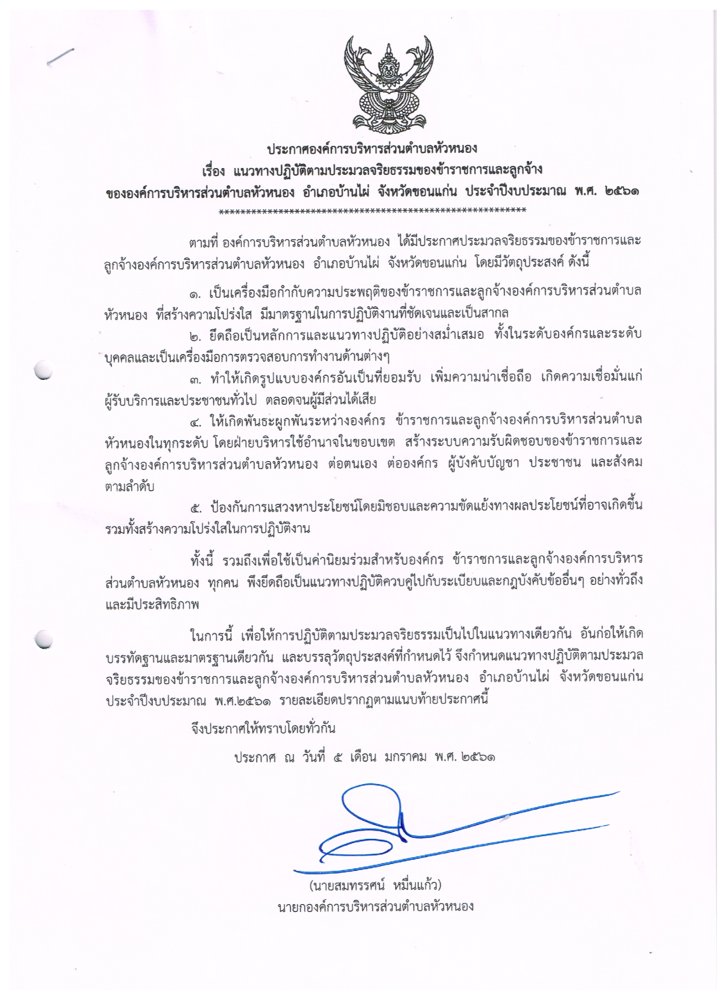 ประกาศองค์การบริหารส่วนตำบลหัวหนอง
เรื่อง แนวทางปฏิบัติตามประมวลจริยธรรมของข้าราชการและลูกจ้าง
ขององค์การบริหารส่วนตำบลหัวหนอง อำเภอบ้านไผ่ จังหวัดขอนแก่น ประจำปีงบประมาณ พ.ศ. ๒๕๖๑
*********************************************************
ตามที่ องค์การบริหารส่วนตำบลหัวหนอง ได้มีประกาศประมวลจริยธรรมของข้าราชการและ
ลูกจ้างองค์การบริหารส่วนตำบลหัวหนอง อำเภอบ้านไผ่ จังหวัดขอนแก่น โดยมีวัตถุประสงค์ ดังนี้
๑. เป็นเครื่องมือกำกับความประพฤติของข้าราชการและลูกจ้างองค์การบริหารส่วนตำบล
หัวหนอง ที่สร้างความโปร่งใส มีมาตรฐานในการปฏิบัติงานที่ชัดเจนและเป็นสากล
๒. ยึดถือเป็นหลักการและแนวทางปฏิบัติอย่างสม่ำเสมอ ทั้งในระดับองค์กรและระดับ
บุคคลและเป็นเครื่องมือการตรวจสอบการทำงานด้านต่างๆ
๓. ทำให้เกิดรูปแบบองค์กรอันเป็นที่ยอมรับ เพิ่มความน่าเชื่อถือ เกิดความเชื่อมั่นแก่
ผู้รับบริการและประชาชนทั่วไป ตลอดจนผู้มีส่วนได้เสีย
๔. ให้เกิดพันธะผูกพันระหว่างองค์กร ข้าราชการและลูกจ้างองค์การบริหารส่วนตำบล
หัวหนองในทุกระดับ โดยฝ่ายบริหารใช้อำนาจในขอบเขต สร้างระบบความรับผิดชอบของข้าราชการและ
ลูกจ้างองค์การบริหารส่วนตำบลหัวหนอง ต่อตนเอง ต่อองค์กร ผู้บังคับบัญชา ประชาชน และสังคม
ตามลำดับ
๕. ป้องกันการแสวงหาประโยชน์โดยมิชอบและความขัดแย้งทางผลประโยชน์ที่อาจเกิดขึ้น
รวมทั้งสร้างความโปร่งใสในการปฏิบัติงาน
ทั้งนี้ รวมถึงเพื่อใช้เป็นค่านิยมร่วมสำหรับองค์กร ข้าราชการและลูกจ้างองค์การบริหาร
ส่วนตำบลหัวหนอง ทุกคน พึงยึดถือเป็นแนวทางปฏิบัติควบคู่ไปกับระเบียบและกฎบังคับข้ออื่นๆ อย่างทั่วถึง
และมีประสิทธิภาพ
ในการนี้ เพื่อให้การปฏิบัติตามประมวลจริยธรรมเป็นไปในแนวทางเดียวกัน อันก่อให้เกิด
บรรทัดฐานและมาตรฐานเดียวกัน และบรรลุวัตถุประสงค์ที่กำหนดไว้ จึงกำหนดแนวทางปฏิบัติตามประมวล
จริยธรรมของข้าราชการและลูกจ้างองค์การบริหารส่วนตำบลหัวหนอง อำเภอบ้านไผ่ จังหวัดขอนแก่น
ประจำปีงบประมาณ พ.ศ.๒๕๖๑ รายละเอียดปรากฏตามแนบท้ายประกาศนี้
จึงประกาศให้ทราบโดยทั่วกัน
ประกาศ ณ วันที่ ๕ เดือน มกราคม พ.ศ. ๒๕๖๑
(นายสมทรรศน์ หมื่นแก้ว)
นายกองค์การบริหารส่วนตำบลหัวหนอง